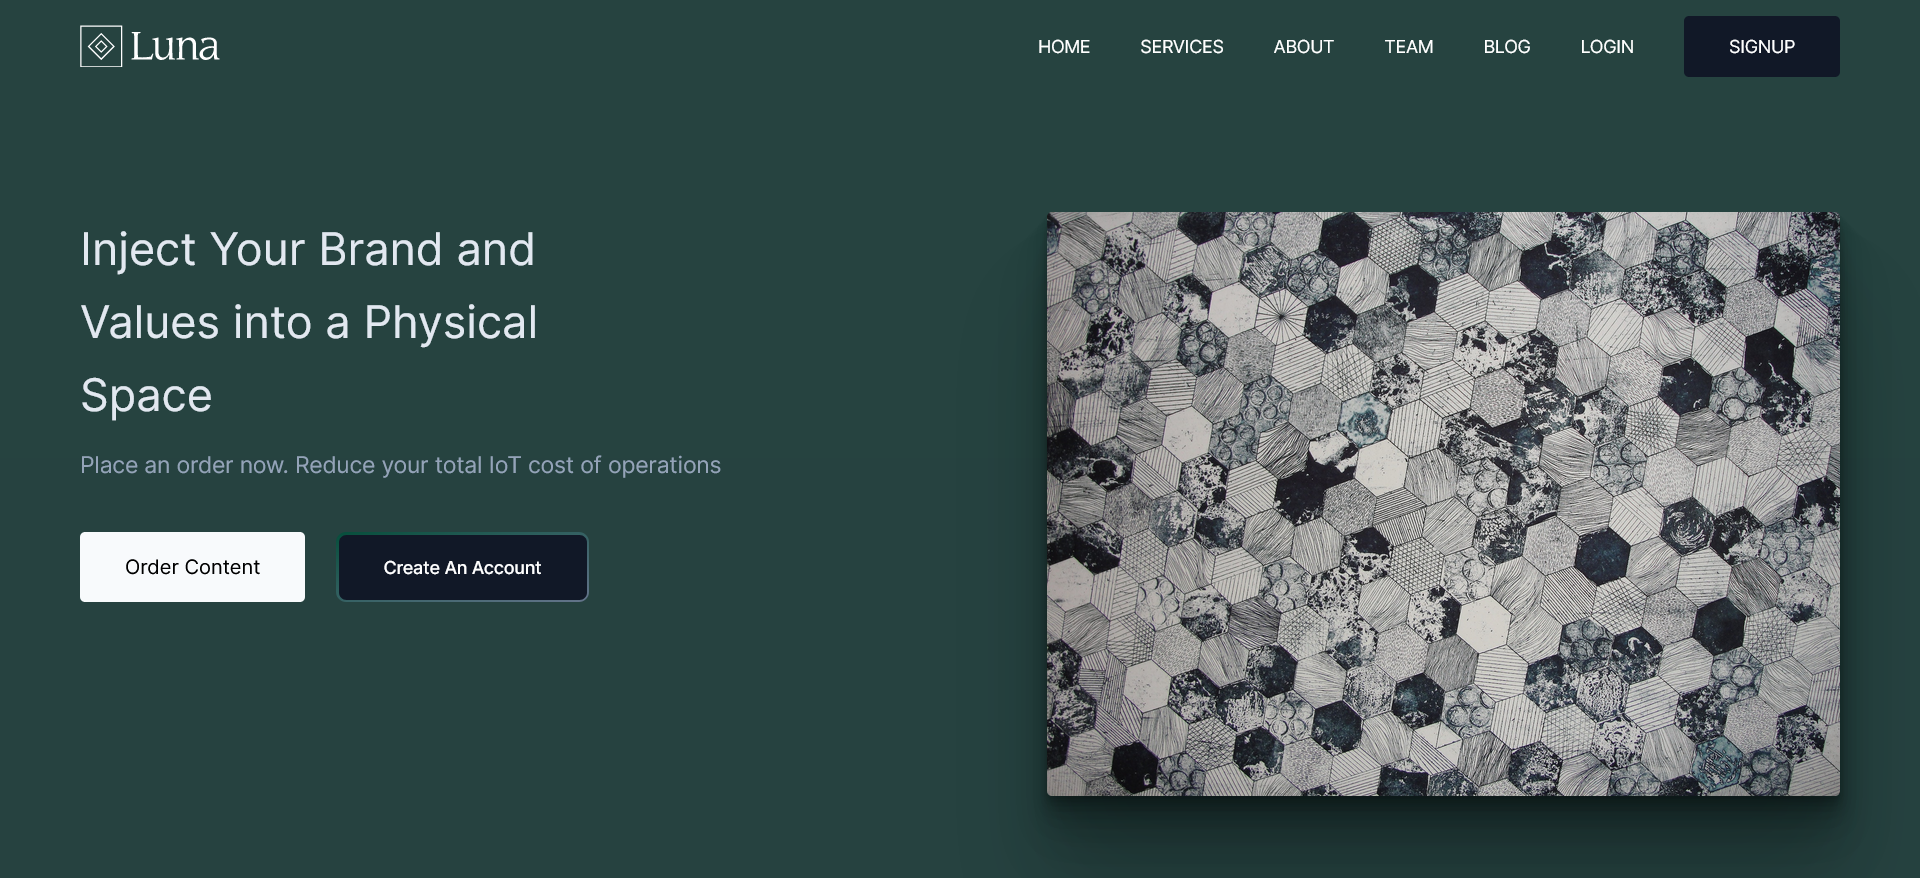 Luna
HOME
SERVICES
ABOUT
TEAM
BLOG
LOGIN
SIGNUP
Inject Your Brand and
Values into a Physical
Space
Place an order now. Reduce your total IoT cost of operations
Order Content
Create An Account